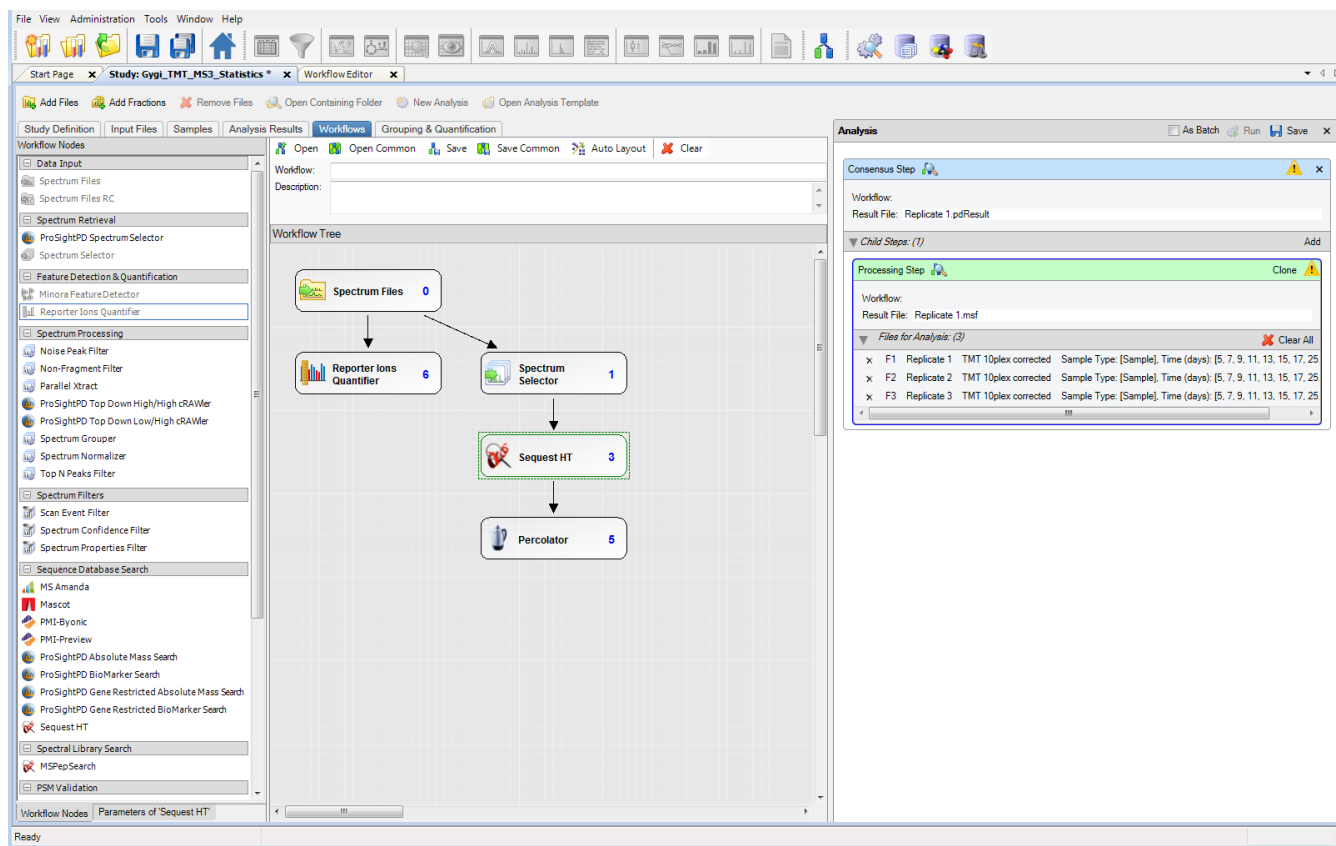 File View Administration Tools Window Help
Start Page x Study: Gygi_TMT_MS3_Statistics * x Workflow Editor x
Add Files Add Fractions Remove Files Open Containing Folder New Analysis Open Analysis Template
Study Definition Input Files Samples Analysis Results Workflows Grouping & Quantification
Workflow Nodes
Data Input
Spectrum Files
Spectrum Files RC
Spectrum Retrieval
ProSightPD Spectrum Selector
Spectrum Selector
Feature Detection & Quantification
Minora Feature Detector
Reporter Ions Quantifier
Spectrum Processing
Noise Peak Filter
Non-Fragment Filter
Parallel Xtract
ProSightPD Top Down High/High cRAWler
ProSightPD Top Down Low/High cRAWler
Spectrum Grouper
Spectrum Normalizer
Top N Peaks Filter
Spectrum Filters
Scan Event Filter
Spectrum Confidence Filter
Spectrum Properties Filter
Sequence Database Search
MS Amanda
Mascot
PMI-Byonic
PMI-Preview
ProSightPD Absolute Mass Search
ProSightPD BioMarker Search
ProSightPD Gene Restricted Absolute Mass Search
ProSightPD Gene Restricted BioMarker Search
Sequest HT
Spectral Library Search
MSPepSearch
PSM Validation
Workflow Nodes Parameters of 'Sequest HT'
Ready
Open Open Common Save Save Common Auto Layout Clear
Workflow:
Description:
Workflow Tree
Spectrum Files 0
Reporter Ions
Quantifier 6
Spectrum
Selector 1
Sequest HT 3
Percolator 5
Analysis As Batch Run Save x
Consensus Step x
Workflow:
Result File: Replicate 1.pdResult
Child Steps: (1) Add
Processing Step Clone
Workflow:
Result File: Replicate 1.msf
Files for Analysis: (3) Clear All
x F1 Replicate 1 TMT 10plex corrected Sample Type: [Sample], Time (days): [5, 7, 9, 11, 13, 15, 17, 25
x F2 Replicate 2 TMT 10plex corrected Sample Type: [Sample], Time (days): [5, 7, 9, 11, 13, 15, 17, 25
x F3 Replicate 3 TMT 10plex corrected Sample Type: [Sample], Time (days): [5, 7, 9, 11, 13, 15, 17, 25